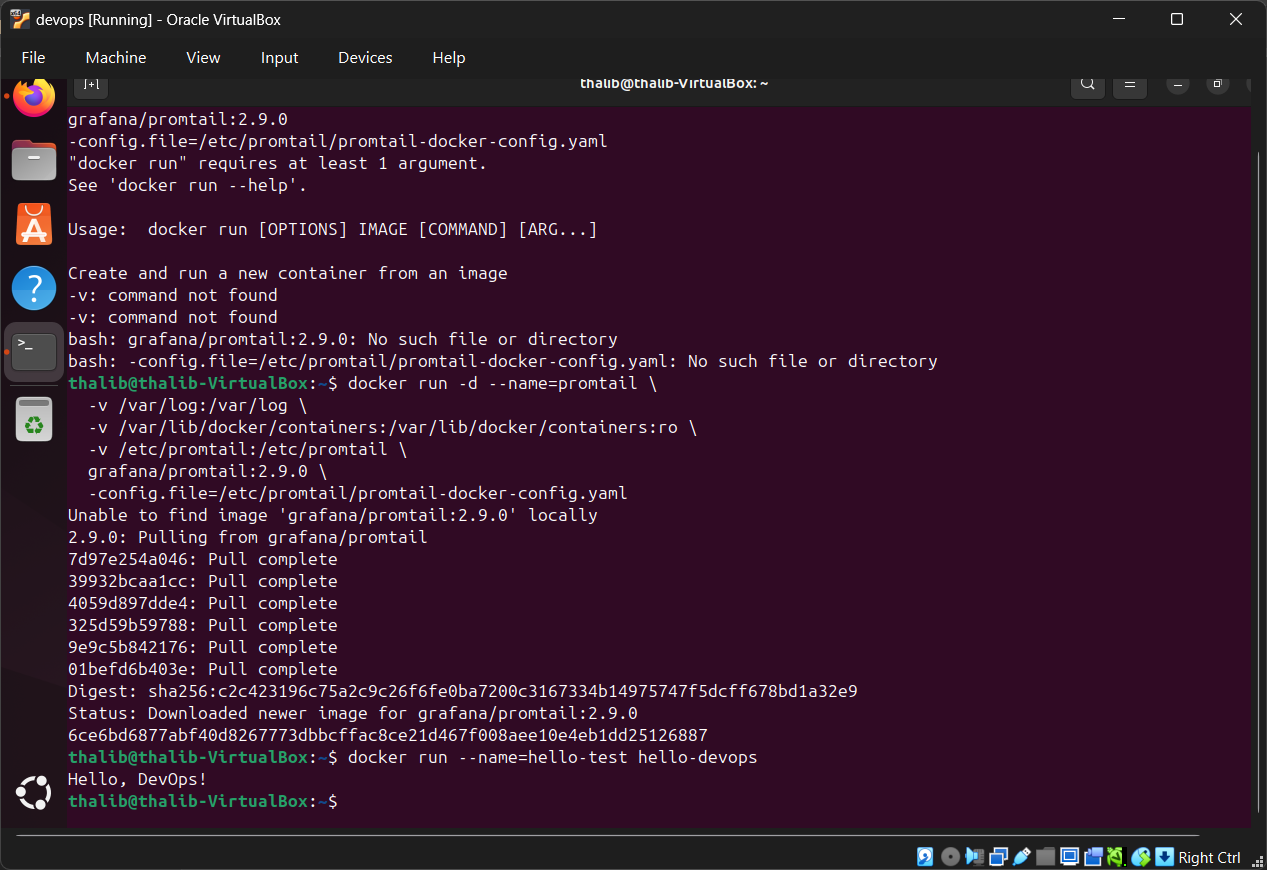 devops [Running] - Oracle VirtualBox
File Machine View Input Devices Help
thalib@thalib-VirtualBox: ~
grafana/promtail:2.9.0
-config.file=/etc/promtail/promtail-docker-config.yaml
"docker run" requires at least 1 argument.
See 'docker run --help'.
Usage:  docker run [OPTIONS] IMAGE [COMMAND] [ARG...]
Create and run a new container from an image
-v: command not found
-v: command not found
bash: grafana/promtail:2.9.0: No such file or directory
bash: -config.file=/etc/promtail/promtail-docker-config.yaml: No such file or directory
thalib@thalib-VirtualBox:~$ docker run -d --name=promtail \
  -v /var/log:/var/log \
  -v /var/lib/docker/containers:/var/lib/docker/containers:ro \
  -v /etc/promtail:/etc/promtail \
  grafana/promtail:2.9.0 \
  -config.file=/etc/promtail/promtail-docker-config.yaml
Unable to find image 'grafana/promtail:2.9.0' locally
2.9.0: Pulling from grafana/promtail
7d97e254a046: Pull complete
39932bcaa1cc: Pull complete
4059d897dde4: Pull complete
325d59b59788: Pull complete
9e9c5b842176: Pull complete
01befd6b403e: Pull complete
Digest: sha256:c2c423196c75a2c9c26f6fe0ba7200c3167334b14975747f5dcff678bd1a32e9
Status: Downloaded newer image for grafana/promtail:2.9.0
6ce6bd6877abf40d8267773dbbcffac8ce21d467f008aee10e4eb1dd25126887
thalib@thalib-VirtualBox:~$ docker run --name=hello-test hello-devops
Hello, DevOps!
thalib@thalib-VirtualBox:~$
Right Ctrl